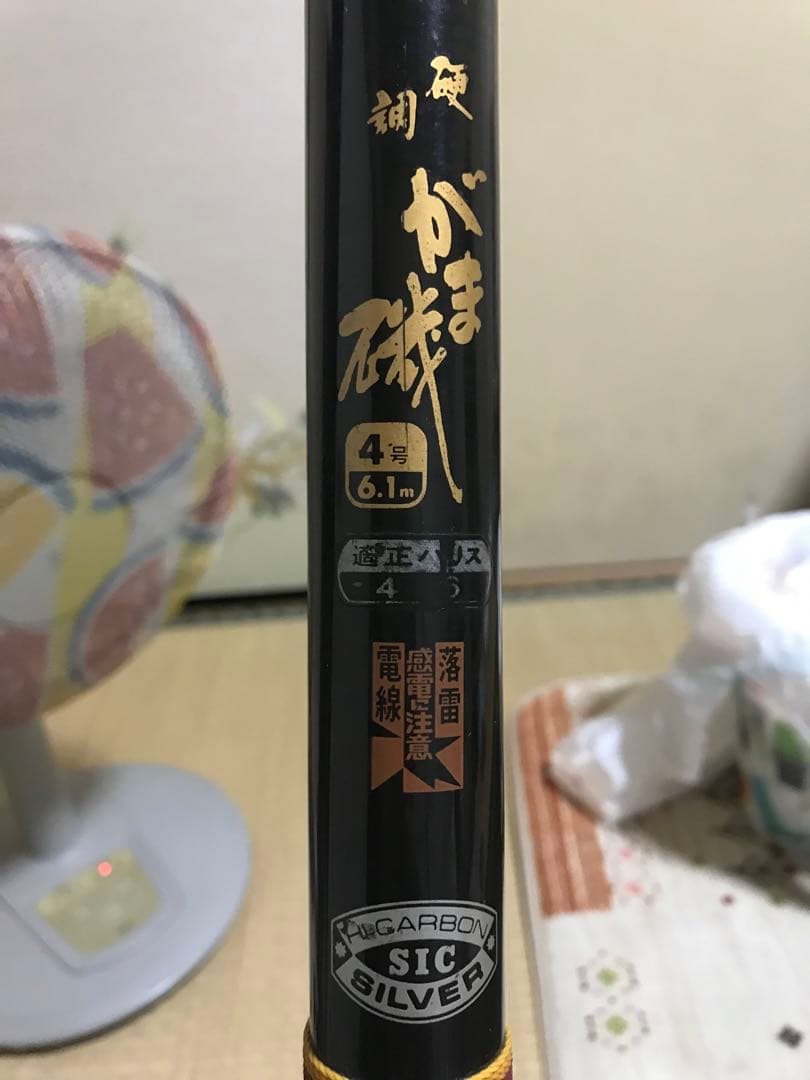 硬調
がま磯
4号
6.1m
適正ハリス
4 6
落雷
感電に注意
電線
HI-CARBON
SIC
SILVER